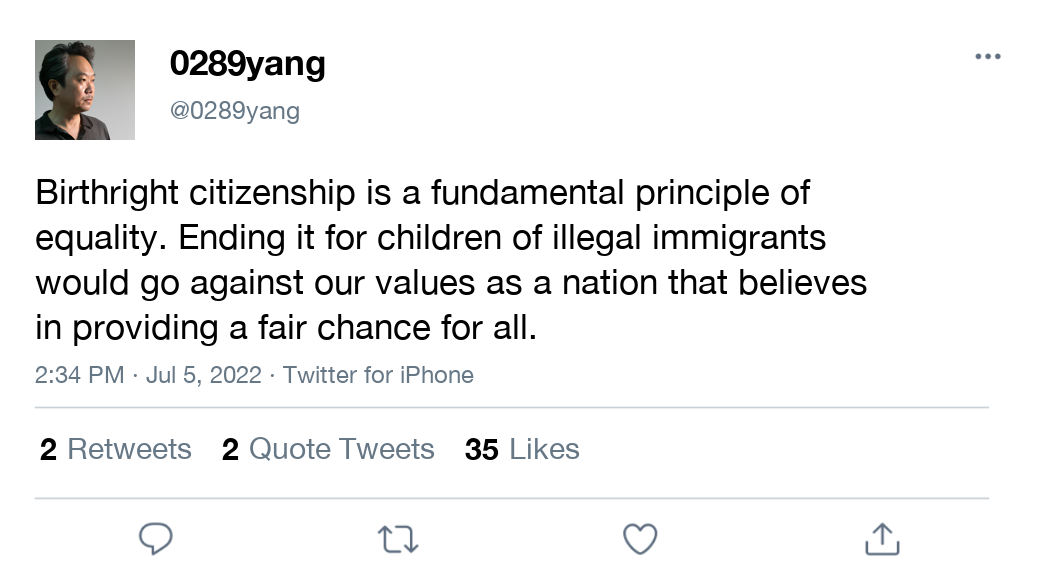 0289yang
@0289yang
Birthright citizenship is a fundamental principle of
equality. Ending it for children of illegal immigrants
would go against our values as a nation that believes
in providing a fair chance for all.
2:34 PM · Jul 5, 2022 · Twitter for iPhone
2 Retweets 2 Quote Tweets 35 Likes